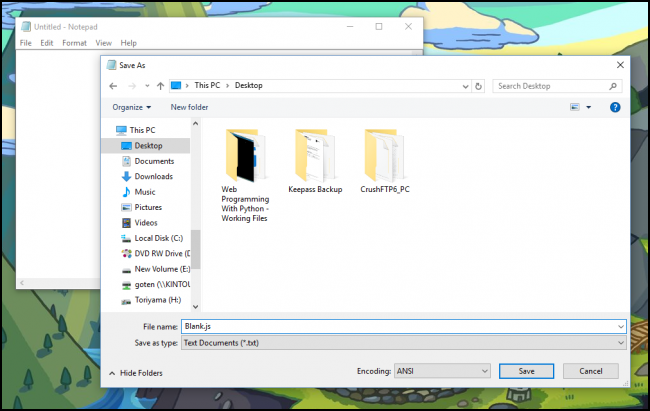 Untitled - Notepad
File Edit Format View Help
Save As
This PC Desktop
Search Desktop
Organize New folder
This PC
Desktop
Documents
Downloads
Music
Pictures
Videos
Local Disk (C:)
DVD RW Drive (D
New Volume (E:)
goten (\\KINTOU
Toriyama (H:)
Web
Programming
With Python -
Working Files
Keepass Backup
CrushFTP6_PC
File name: Blank.js
Save as type: Text Documents (*.txt)
Hide Folders
Encoding: ANSI
Save
Cancel